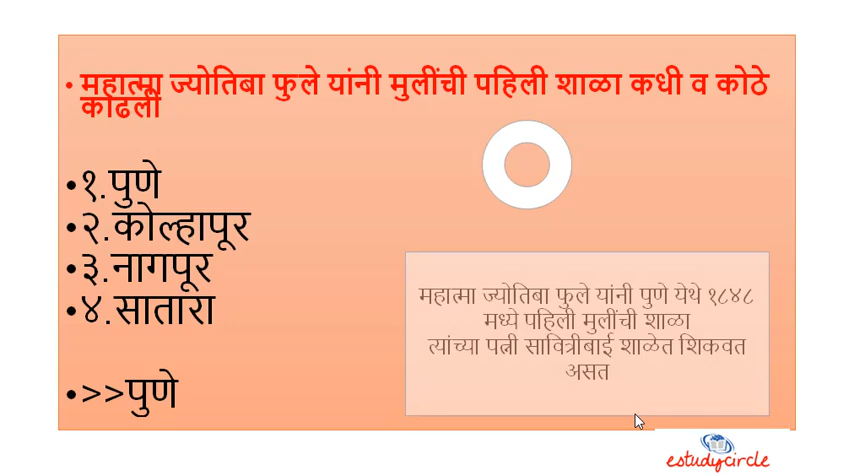 • महात्मा ज्योतिबा फुले यांनी मुलींची पहिली शाळा कधी व कोठे
काढली
•१.पुणे
•२.कोल्हापूर
•३.नागपूर
•४.सातारा
महात्मा ज्योतिबा फुले यांनी पुणे येथे १८४८
मध्ये पहिली मुलींची शाळा
त्यांच्या पत्नी सावित्रीबाई शाळेत शिकवत
असत
•>>पुणे
estudycircle